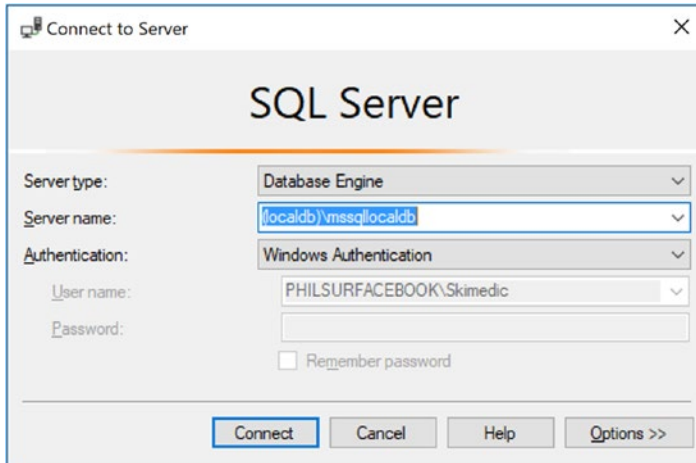 Connect to Server
SQL Server
Server type: Database Engine
Server name: (localdb)\mssqllocaldb
Authentication: Windows Authentication
User name: PHILSURFACEBOOK\Skimedic
Password:
Remember password
Connect Cancel Help Options >>